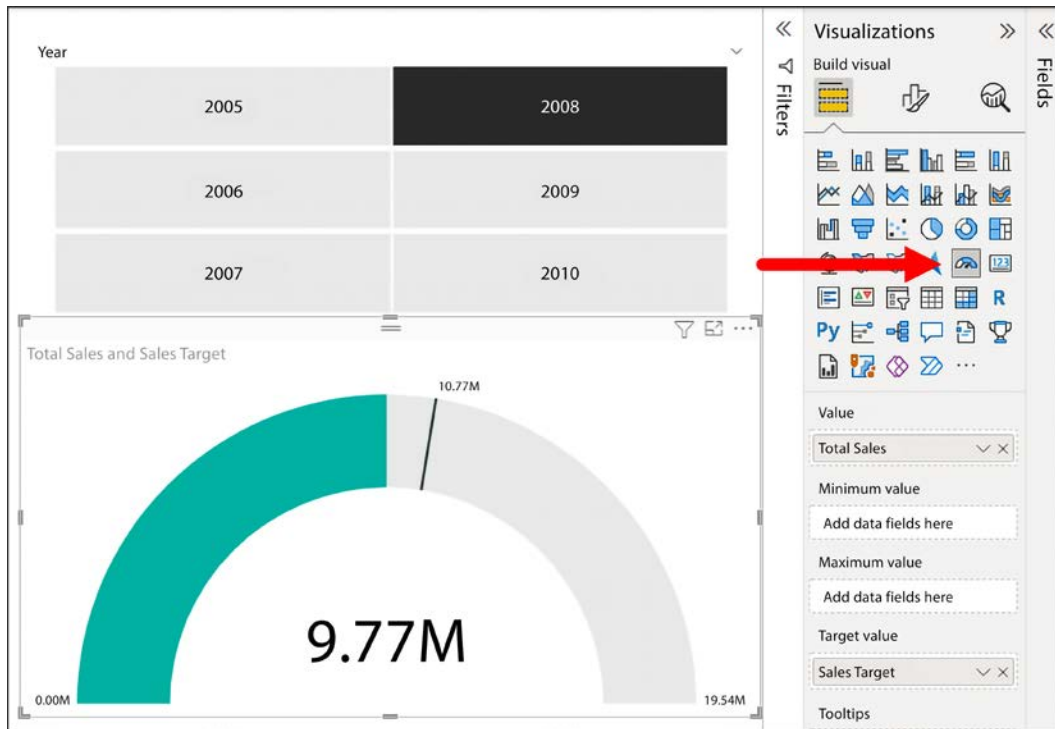 Year
2005
2008
2006
2009
2007
2010
Total Sales and Sales Target
10.77M
9.77M
0.00M
19.54M
Filters
Visualizations
Build visual
123
R
Py
Value
Total Sales
Minimum value
Add data fields here
Maximum value
Add data fields here
Target value
Sales Target
Tooltips
Fields